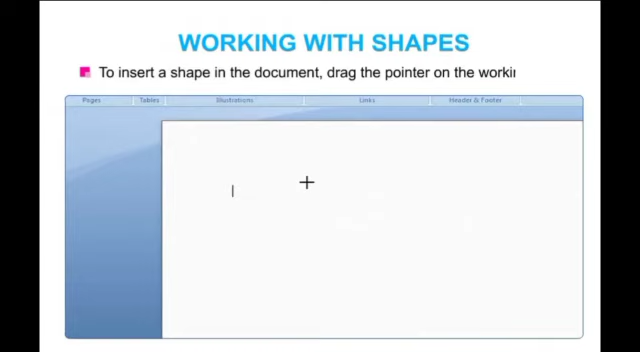 WORKING WITH SHAPES
To insert a shape in the document, drag the pointer on the
Pages Tables Illustrations Links Header & Footer